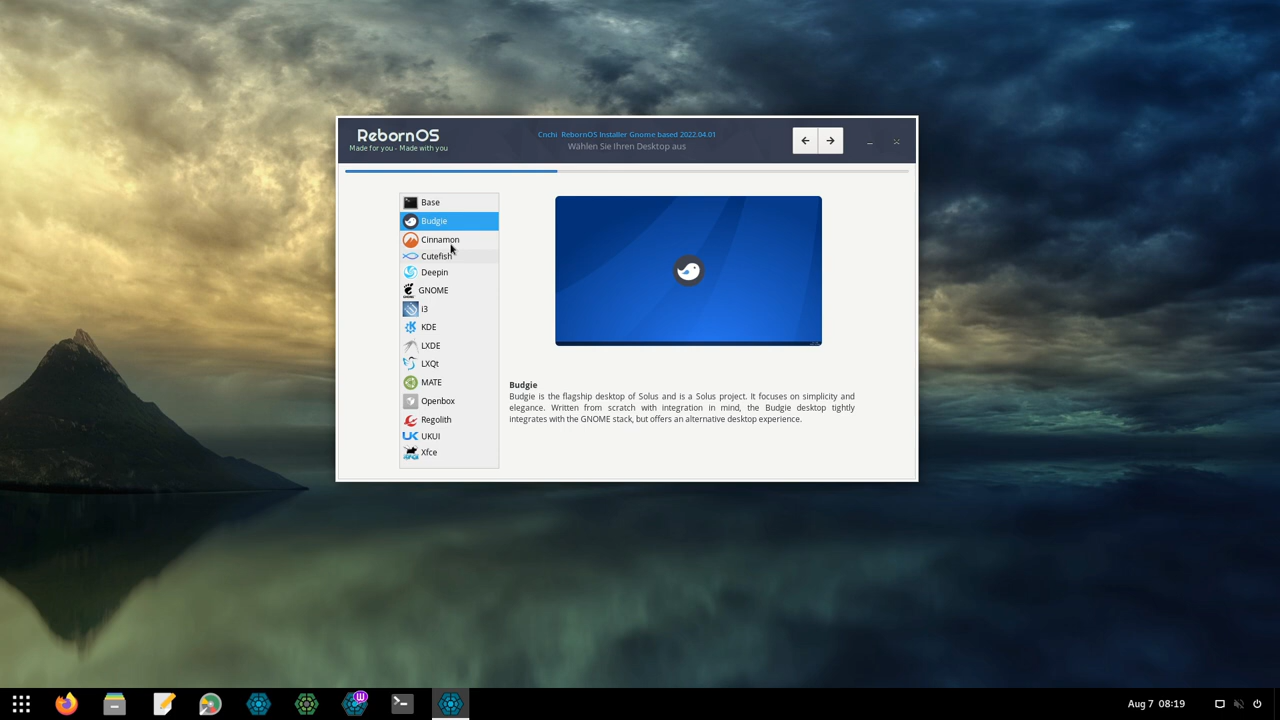 RebornOS
Made for you - Made with you
Cnchi RebornOS Installer Gnome based 2022.04.01
Wählen Sie Ihren Desktop aus
Base
Budgie
Cinnamon
Cutefish
Deepin
GNOME
i3
KDE
LXDE
LXQt
MATE
Openbox
Regolith
UKUI
Xfce
Budgie
Budgie is the flagship desktop of Solus and is a Solus project. It focuses on simplicity and
elegance. Written from scratch with integration in mind, the Budgie desktop tightly
integrates with the GNOME stack, but offers an alternative desktop experience.
W
Aug 7 08:19